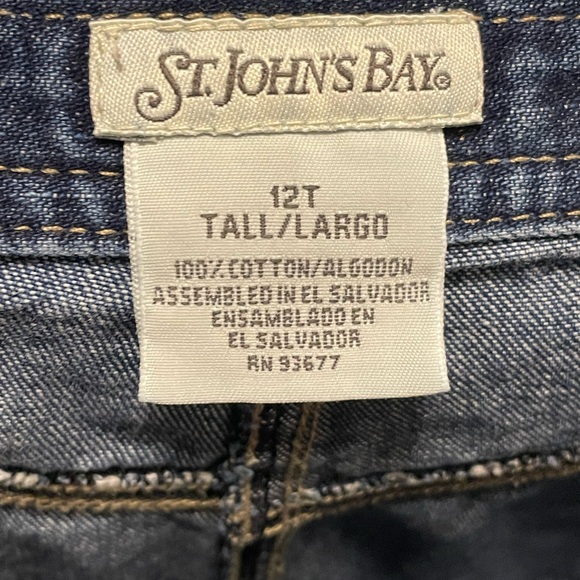 ST. JOHN'S BAY®
12T
TALL/LARGO
100% COTTON/ALGODON
ASSEMBLED IN EL SALVADOR
ENSAMBLADO EN
EL SALVADOR
RN 93677